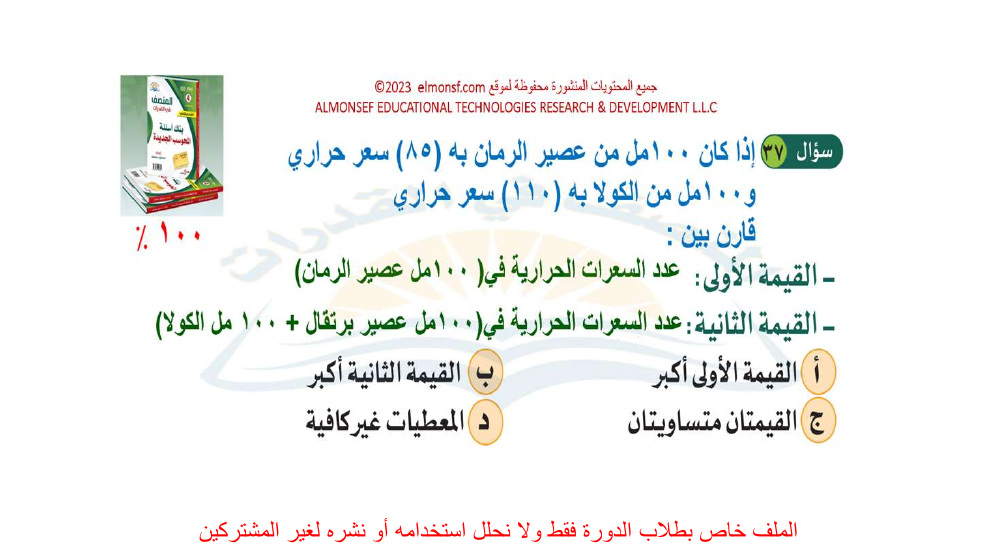 جميع المحتويات المنشورة محفوظة لموقع elmonsf.com ©2023
ALMONSEF EDUCATIONAL TECHNOLOGIES RESEARCH & DEVELOPMENT L.L.C
المنصف
بنك أسئلة
المحوسب الجديدة
١٠٠ ٪
سؤال ٣٧ إذا كان ١٠٠مل من عصير الرمان به (٨٥) سعر حراري
و١٠٠مل من الكولا به (١١٠) سعر حراري
قارن بين :
– القيمة الأولى: عدد السعرات الحرارية في( ١٠٠مل عصير الرمان)
– القيمة الثانية: عدد السعرات الحرارية في(١٠٠مل عصير برتقال + ١٠٠ مل الكولا)
أ القيمة الأولى أكبر ب القيمة الثانية أكبر
ج القيمتان متساويتان د المعطيات غير كافية
الملف خاص بطلاب الدورة فقط ولا نحلل استخدامه أو نشره لغير المشتركين